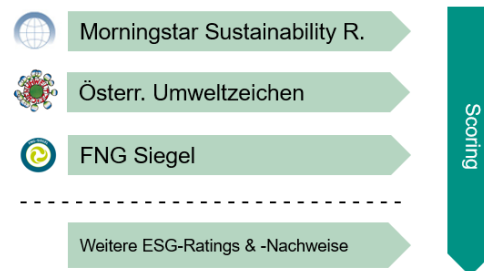 Morningstar Sustainability R.
Österr. Umweltzeichen
FNG Siegel
Weitere ESG-Ratings & -Nachweise
Scoring